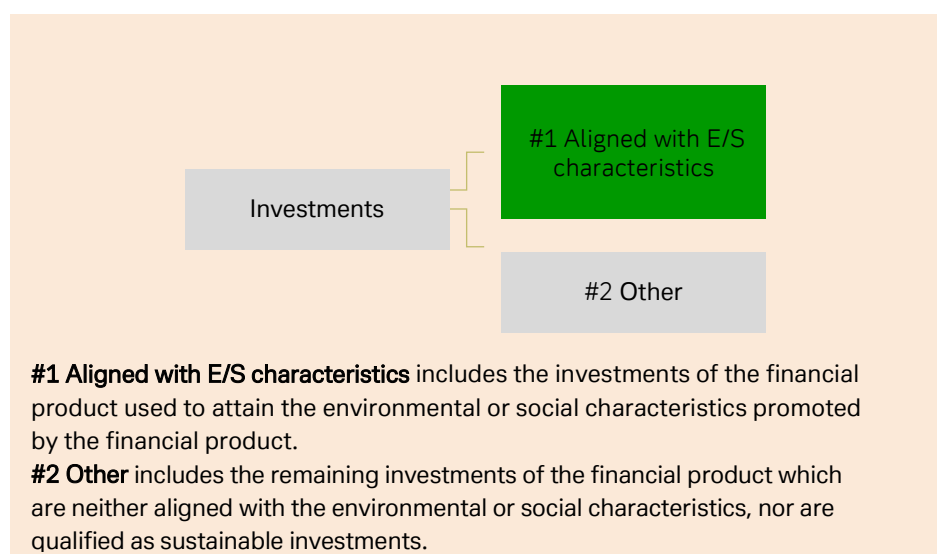 #1 Aligned with E/S
characteristics
Investments
#2 Other
#1 Aligned with E/S characteristics includes the investments of the financial
product used to attain the environmental or social characteristics promoted
by the financial product.
#2 Other includes the remaining investments of the financial product which
are neither aligned with the environmental or social characteristics, nor are
qualified as sustainable investments.